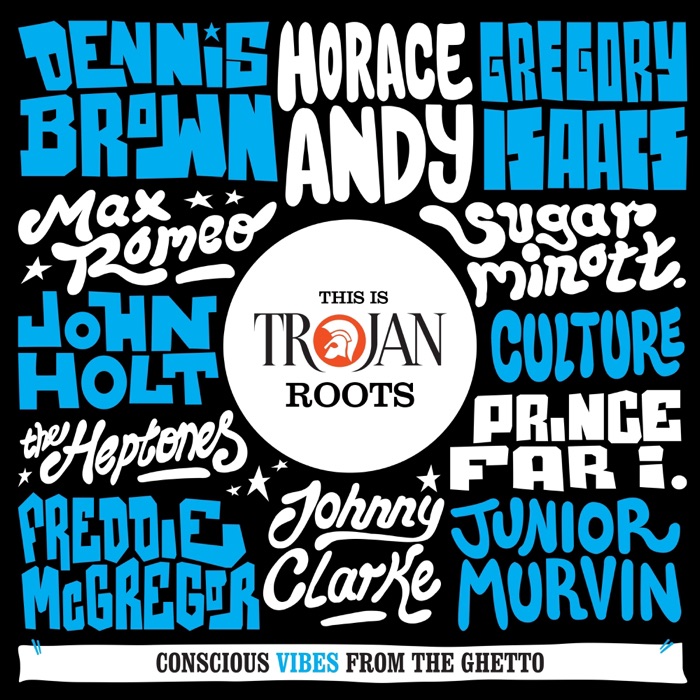 DENNIS
BROWN
HORACE
ANDY
GREGORY
ISAACS
Max
Romeo
Sugar
minott.
THIS IS
TROJAN
ROOTS
JOHN
HOLT
CULTURE
the Heptones
PRINCE
FAR i.
FREDDIE
McGREGOR
Johnny
Clarke
JUNIOR
MURVIN
CONSCIOUS VIBES FROM THE GHETTO